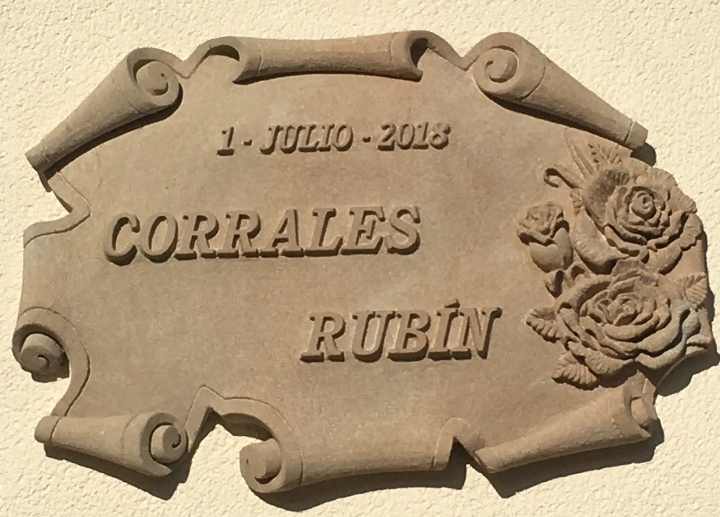 1 - JULIO - 2018
CORRALES
RUBÍN